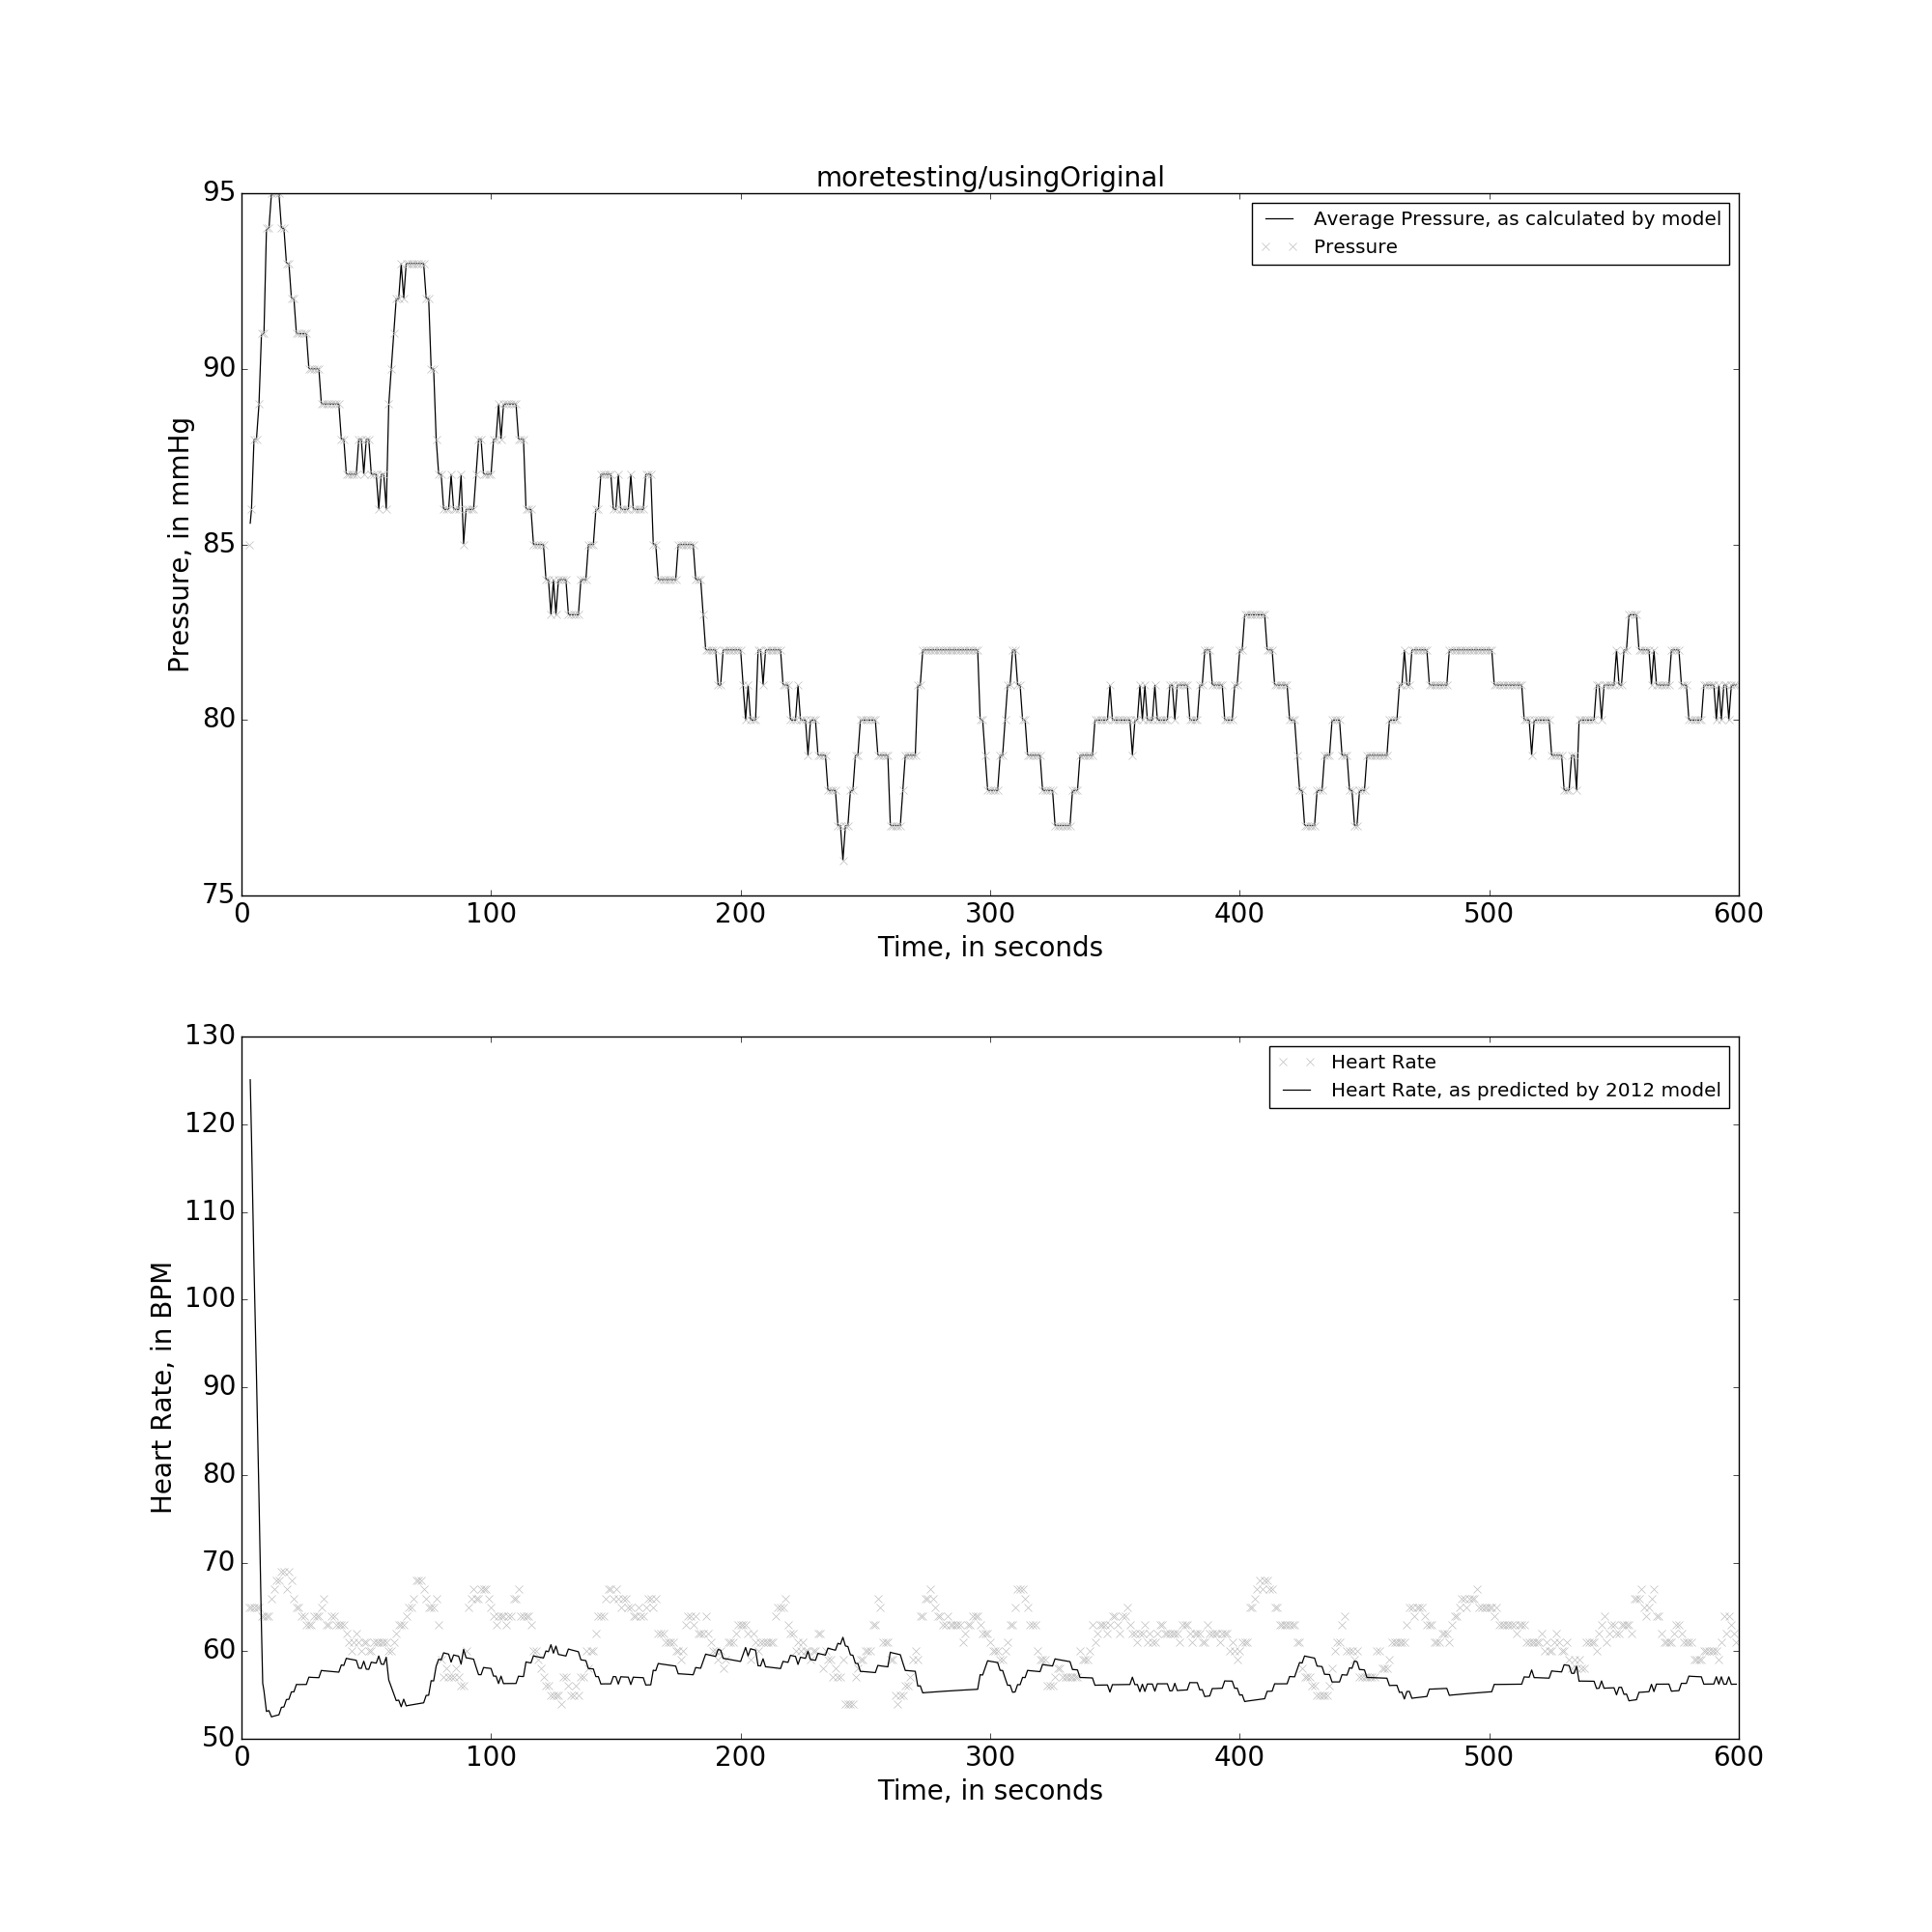 moretesting/usingOriginal
95
90
85
80
75
Pressure, in mmHg
Average Pressure, as calculated by model
Pressure
0 100 200 300 400 500 600
Time, in seconds
130
120
110
100
90
80
70
60
50
Heart Rate, in BPM
Heart Rate
Heart Rate, as predicted by 2012 model
0 100 200 300 400 500 600
Time, in seconds